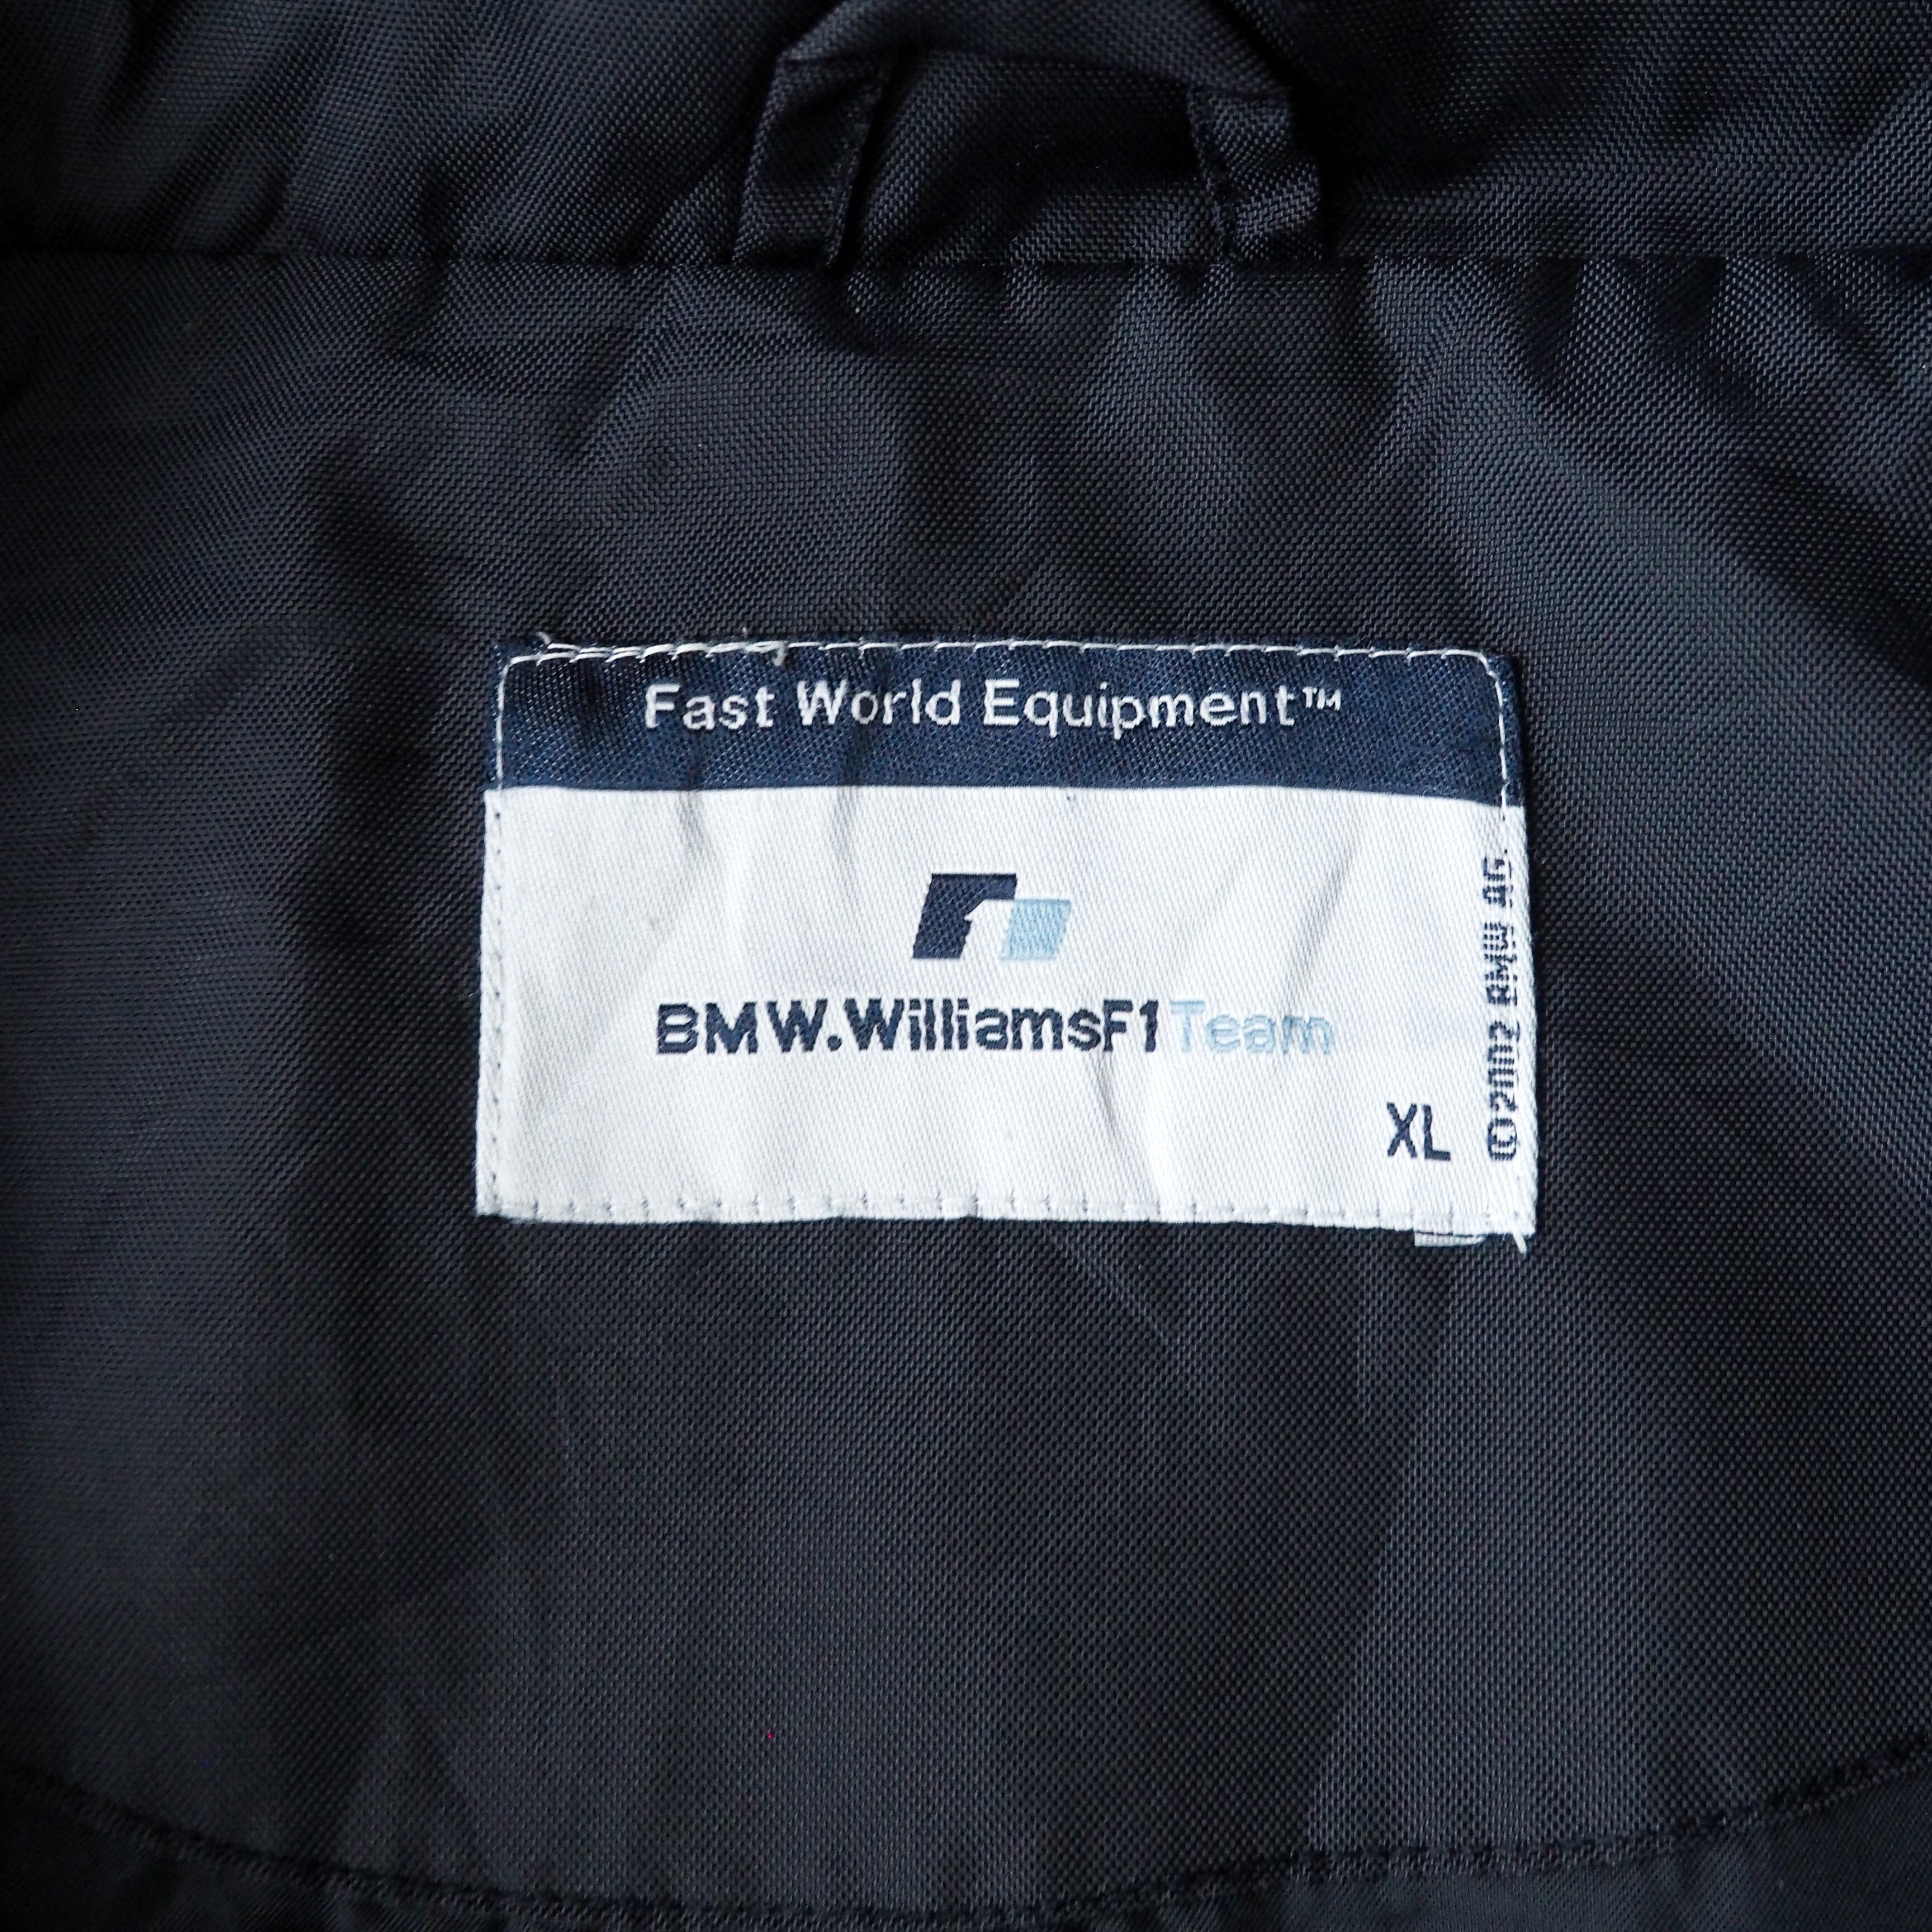 Fast World Equipment™
BMW.WilliamsF1Team
XL
©2002 BMW AG.